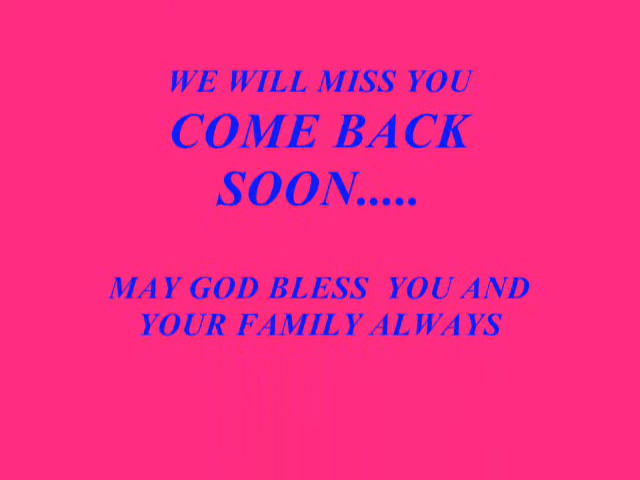 WE WILL MISS YOU
COME BACK
SOON.....
MAY GOD BLESS  YOU AND
YOUR FAMILY ALWAYS